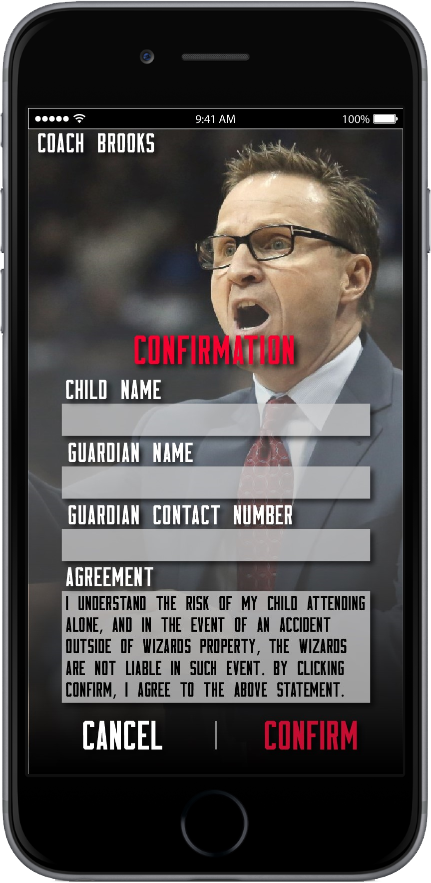 9:41 AM
100%
COACH BROOKS
CONFIRMATION
CHILD NAME
GUARDIAN NAME
GUARDIAN CONTACT NUMBER
AGREEMENT
I UNDERSTAND THE RISK OF MY CHILD ATTENDING
ALONE, AND IN THE EVENT OF AN ACCIDENT
OUTSIDE OF WIZARDS PROPERTY, THE WIZARDS
ARE NOT LIABLE IN SUCH EVENT. BY CLICKING
CONFIRM, I AGREE TO THE ABOVE STATEMENT.
CANCEL | CONFIRM